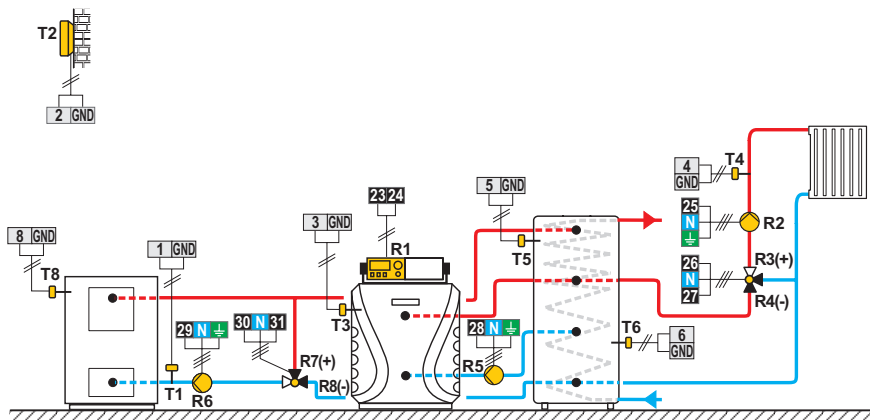 T2
2 GND
4 T4
GND
5 GND
23 24
3 GND
8 GND
1 GND
25
N
R2
R1
T5
R3(+)
26
N
27
R4(-)
T8
T3
29 N
30 N 31
28 N
T6
6
GND
R7(+)
R5
T1
R6
R8(-)